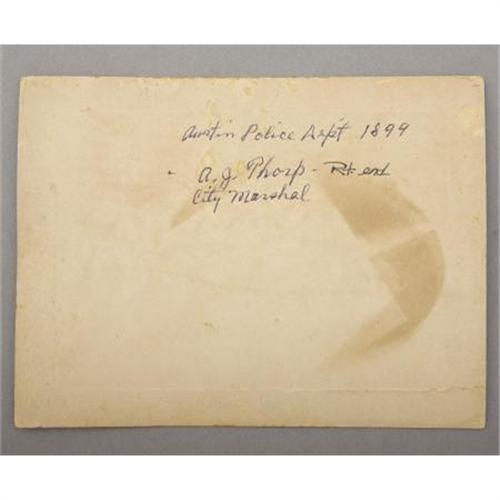 Austin Police Dept 1899
A.J. Thorp - Rt. end
City Marshal